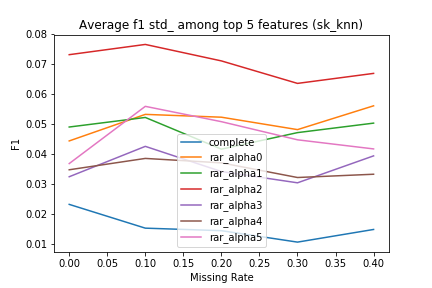 Average f1 std_ among top 5 features (sk_knn)
F1
0.08
0.07
0.06
0.05
0.04
0.03
0.02
0.01
complete
rar_alpha0
rar_alpha1
rar_alpha2
rar_alpha3
rar_alpha4
rar_alpha5
0.00 0.05 0.10 0.15 0.20 0.25 0.30 0.35 0.40
Missing Rate